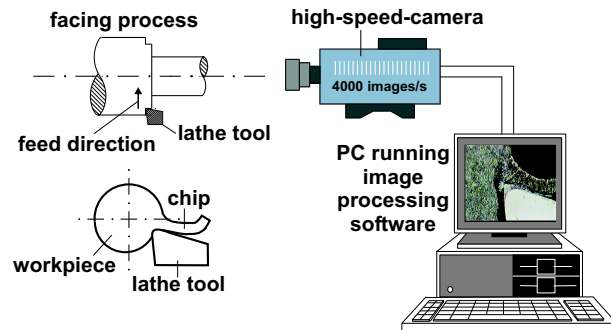 facing process
feed direction
lathe tool
chip
workpiece
lathe tool
high-speed-camera
4000 images/s
PC running
image
processing
software